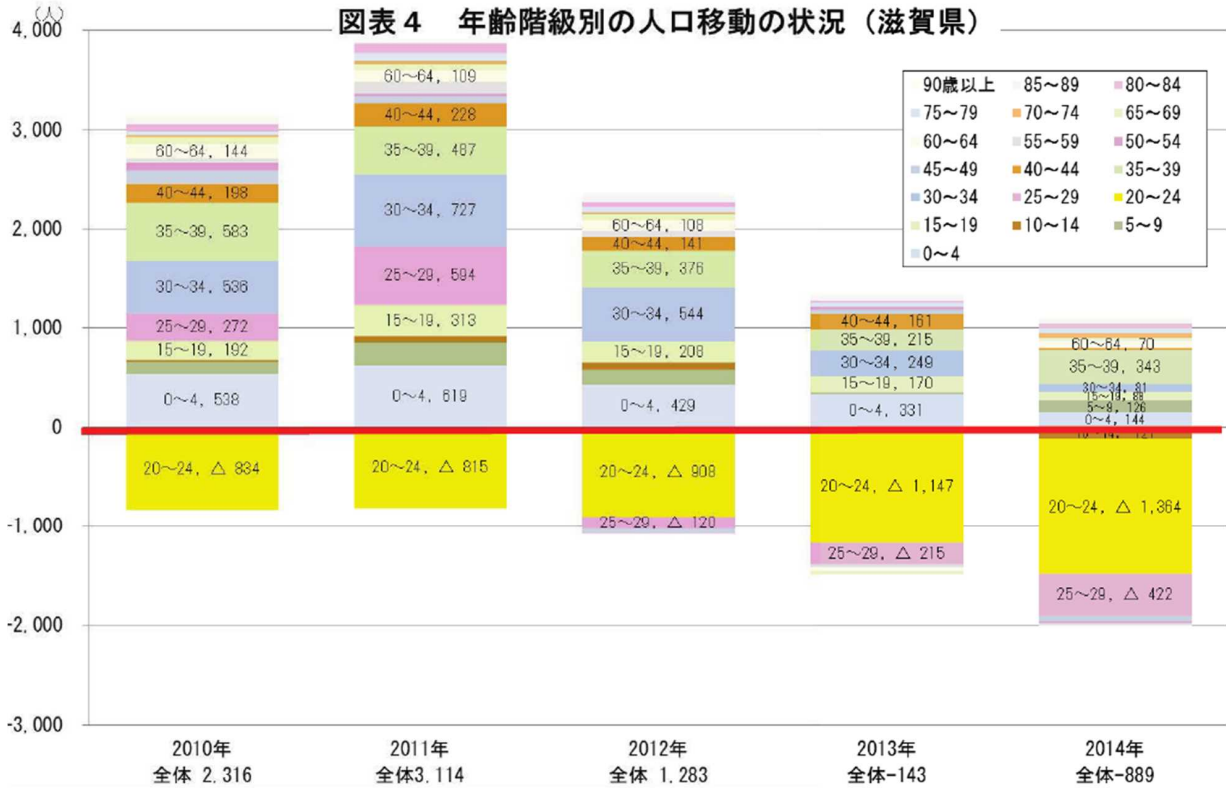 図表４　年齢階級別の人口移動の状況（滋賀県）
(人)
4,000
3,000
2,000
1,000
0
-1,000
-2,000
-3,000
90歳以上 85～89 80～84
75～79 70～74 65～69
60～64 55～59 50～54
45～49 40～44 35～39
30～34 25～29 20～24
15～19 10～14 5～9
0～4
60～64, 144
40～44, 198
35～39, 583
30～34, 536
25～29, 272
15～19, 192
0～4, 538
20～24, △ 834
60～64, 109
40～44, 228
35～39, 487
30～34, 727
25～29, 594
15～19, 313
0～4, 619
20～24, △ 815
60～64, 108
40～44, 141
35～39, 376
30～34, 544
15～19, 208
0～4, 429
20～24, △ 908
25～29, △ 120
40～44, 161
35～39, 215
30～34, 249
15～19, 170
0～4, 331
20～24, △ 1,147
25～29, △ 215
60～64, 70
35～39, 343
30～34, 81
15～19, 88
5～9, 126
0～4, 144
20～24, △ 1,364
25～29, △ 422
2010年 2011年 2012年 2013年 2014年
全体 2,316 全体3,114 全体 1,283 全体-143 全体-889